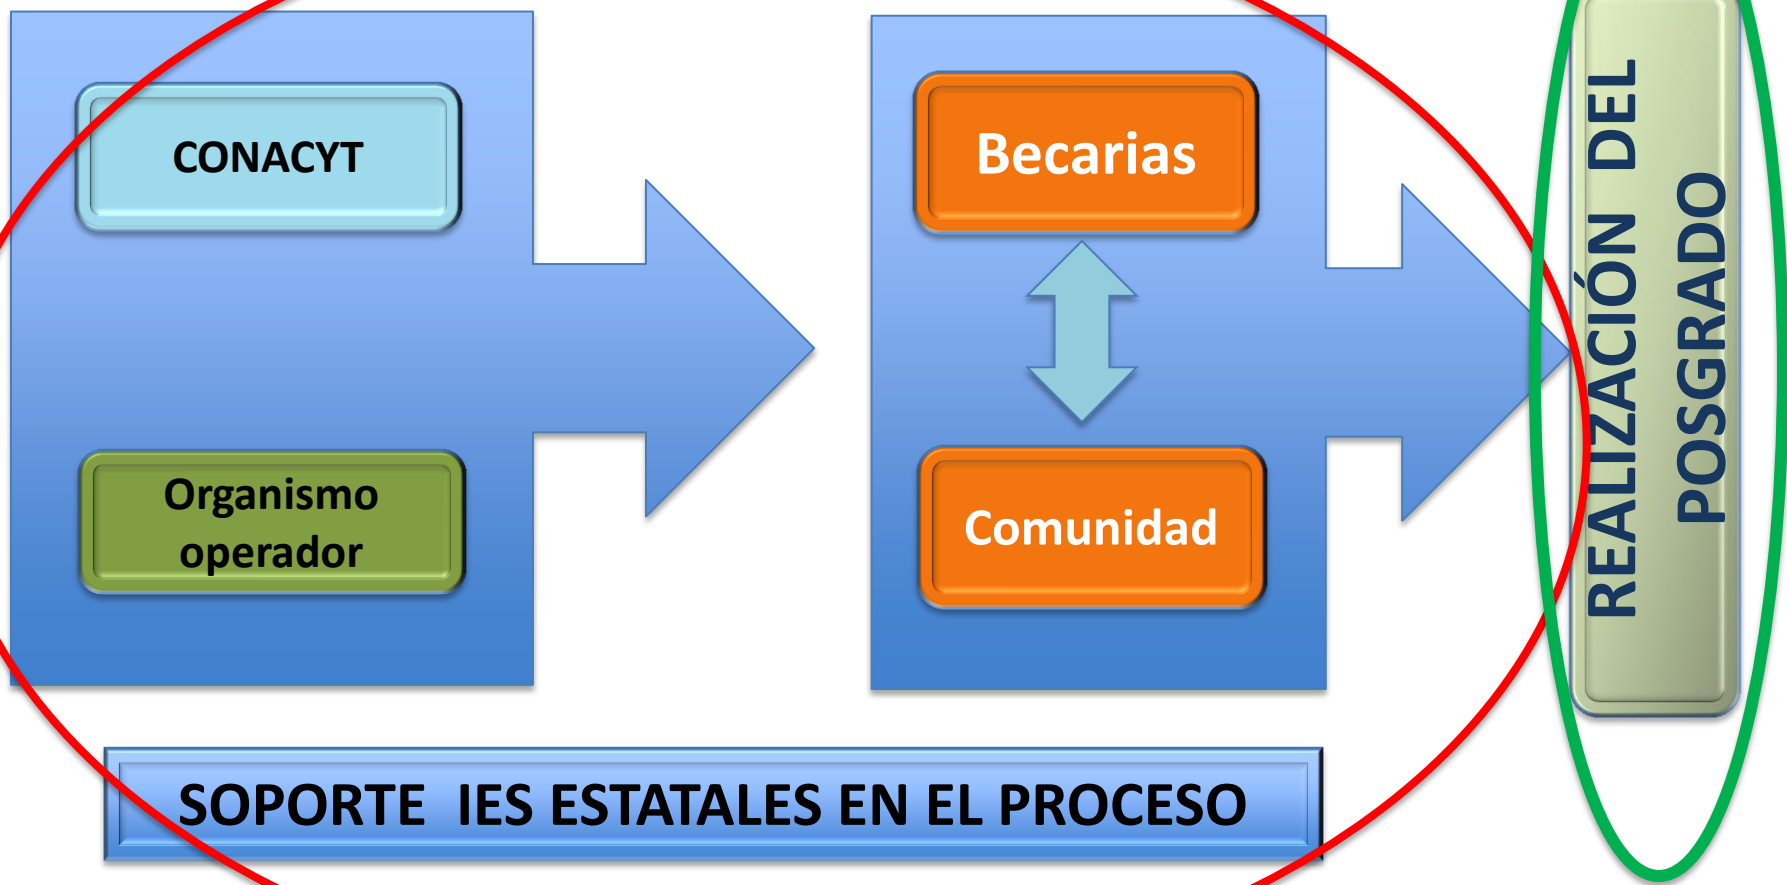 CONACYT
Organismo
operador
Becarias
Comunidad
REALIZACIÓN DEL
POSGRADO
SOPORTE IES ESTATALES EN EL PROCESO